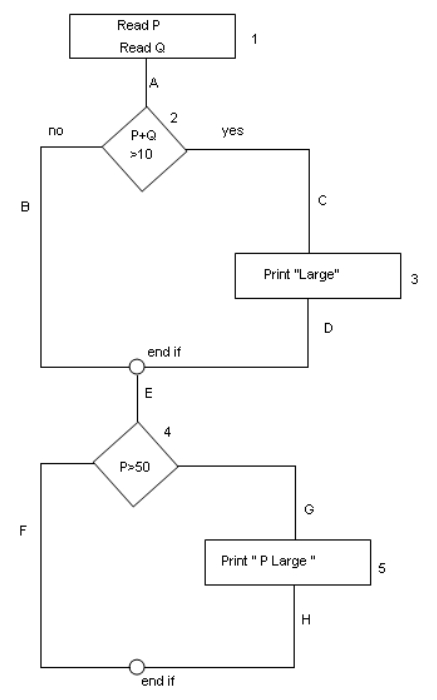 Read P
Read Q
1
A
2
no
P+Q
>10
yes
B
C
Print "Large"
3
D
end if
E
4
P>50
F
G
Print " P Large "
5
H
end if